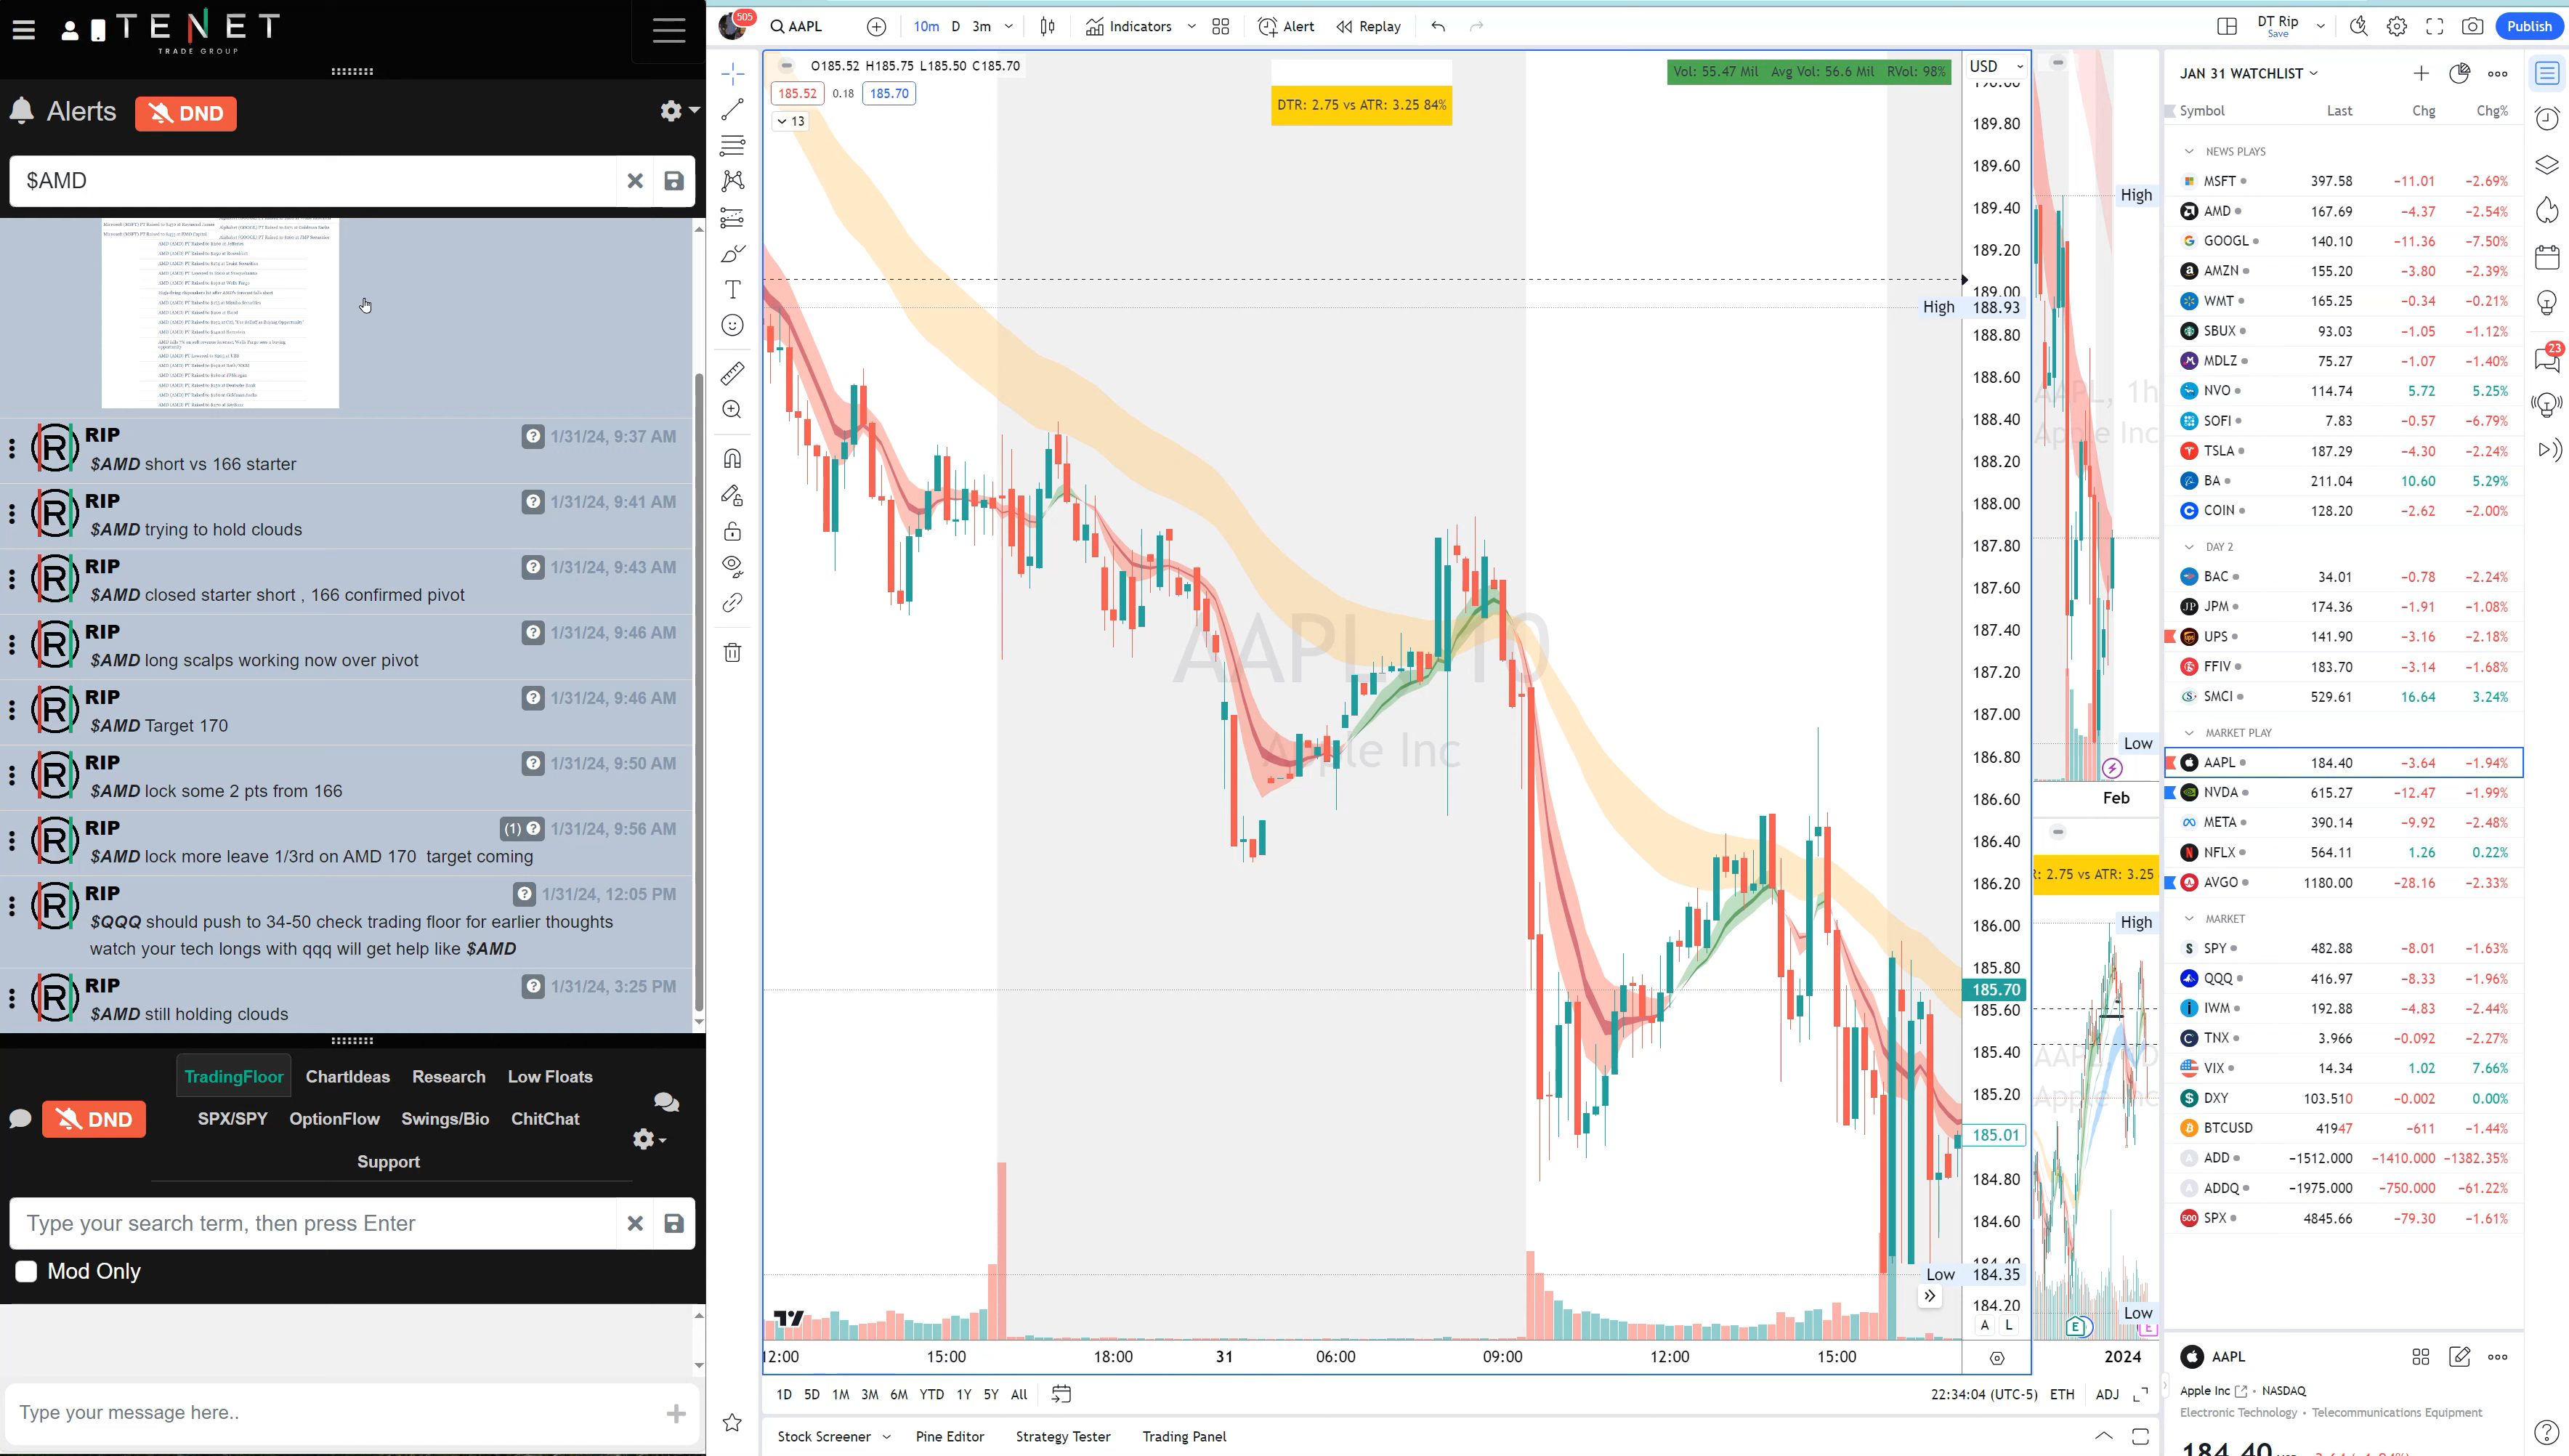 TENET
TRADE GROUP
Alerts
DND
$AMD
RIP
1/31/24, 9:37 AM
$AMD short vs 166 starter
RIP
1/31/24, 9:41 AM
$AMD trying to hold clouds
RIP
1/31/24, 9:43 AM
$AMD closed starter short , 166 confirmed pivot
RIP
1/31/24, 9:46 AM
$AMD long scalps working now over pivot
RIP
1/31/24, 9:46 AM
$AMD Target 170
RIP
1/31/24, 9:50 AM
$AMD lock some 2 pts from 166
RIP
(1) 1/31/24, 9:56 AM
$AMD lock more leave 1/3rd on AMD 170 target coming
RIP
1/31/24, 12:05 PM
$QQQ should push to 34-50 check trading floor for earlier thoughts
watch your tech longs with qqq will get help like $AMD
RIP
1/31/24, 3:25 PM
$AMD still holding clouds
TradingFloor ChartIdeas Research Low Floats
DND
SPX/SPY OptionFlow Swings/Bio ChitChat
Support
Type your search term, then press Enter
Mod Only
Type your message here..
505
AAPL
10m D 3m
Indicators
Alert
Replay
DT Rip
Save
Publish
O185.52 H185.75 L185.50 C185.70
185.52 0.18 185.70
13
DTR: 2.75 vs ATR: 3.25 84%
Vol: 55.47 Mil Avg Vol: 56.6 Mil RVol: 98%
USD
189.80
189.60
189.40
189.20
189.00
High 188.93
188.80
188.60
188.40
188.20
188.00
187.80
187.60
187.40
187.20
187.00
186.80
186.60
186.40
186.20
186.00
185.80
185.70
185.60
185.40
185.20
185.01
184.80
184.60
184.40
Low 184.35
184.20
A L
AAPL, 10
Apple Inc
12:00 15:00 18:00 31 06:00 09:00 12:00 15:00
1D 5D 1M 3M 6M YTD 1Y 5Y All
22:34:04 (UTC-5) ETH ADJ
Stock Screener Pine Editor Strategy Tester Trading Panel
High
AAPL, 1h
Apple Inc
Low
Feb
R: 2.75 vs ATR: 3.25
High
Low
E
E
2024
JAN 31 WATCHLIST
Symbol Last Chg Chg%
NEWS PLAYS
MSFT 397.58 −11.01 −2.69%
AMD 167.69 −4.37 −2.54%
GOOGL 140.10 −11.36 −7.50%
AMZN 155.20 −3.80 −2.39%
WMT 165.25 −0.34 −0.21%
SBUX 93.03 −1.05 −1.12%
MDLZ 75.27 −1.07 −1.40%
NVO 114.74 5.72 5.25%
SOFI 7.83 −0.57 −6.79%
TSLA 187.29 −4.30 −2.24%
BA 211.04 10.60 5.29%
COIN 128.20 −2.62 −2.00%
DAY 2
BAC 34.01 −0.78 −2.24%
JPM 174.36 −1.91 −1.08%
UPS 141.90 −3.16 −2.18%
FFIV 183.70 −3.14 −1.68%
SMCI 529.61 16.64 3.24%
MARKET PLAY
AAPL 184.40 −3.64 −1.94%
NVDA 615.27 −12.47 −1.99%
META 390.14 −9.92 −2.48%
NFLX 564.11 1.26 0.22%
AVGO 1180.00 −28.16 −2.33%
MARKET
SPY 482.88 −8.01 −1.63%
QQQ 416.97 −8.33 −1.96%
IWM 192.88 −4.83 −2.44%
TNX 3.966 −0.092 −2.27%
VIX 14.34 1.02 7.66%
DXY 103.510 −0.002 0.00%
BTCUSD 41947 −611 −1.44%
ADD −1512.000 −1410.000 −1382.35%
ADDQ −1975.000 −750.000 −61.22%
SPX 4845.66 −79.30 −1.61%
AAPL
Apple Inc • NASDAQ
Electronic Technology • Telecommunications Equipment
184.40
23